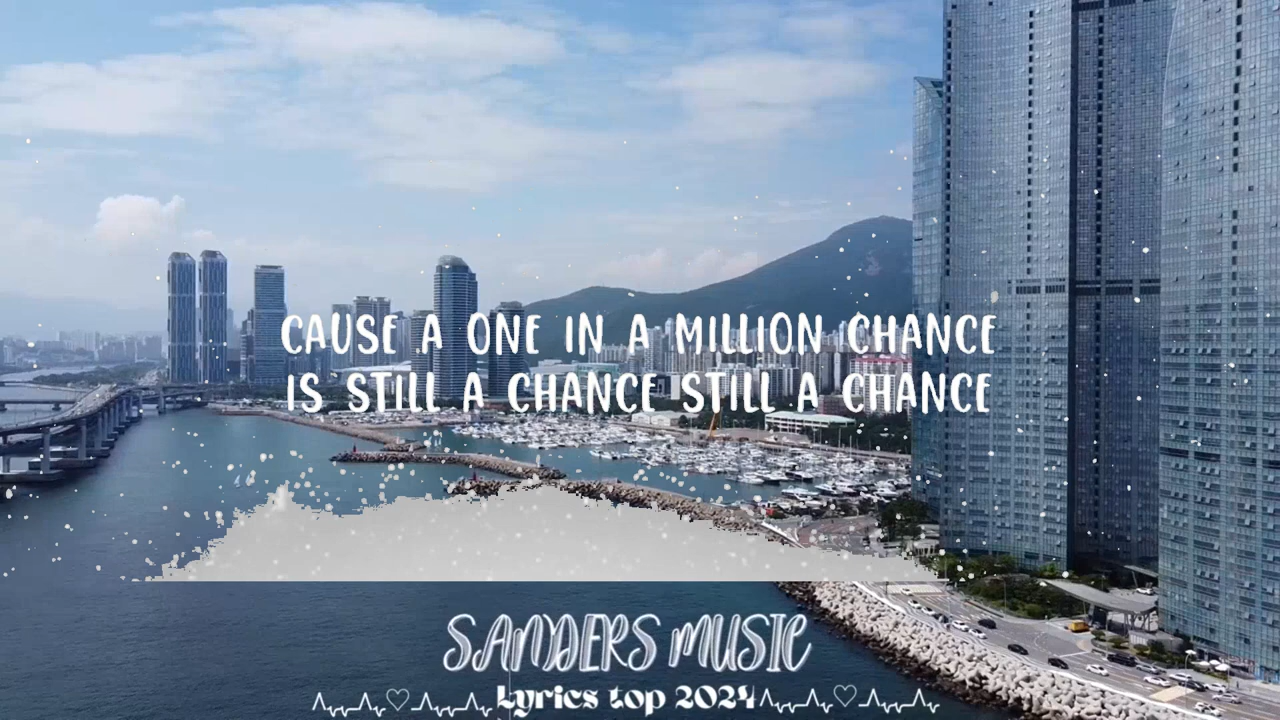 CAUSE A ONE IN A MILLION CHANCE
IS STILL A CHANCE STILL A CHANCE
SANDERS MUSIC
Lyrics top 2024